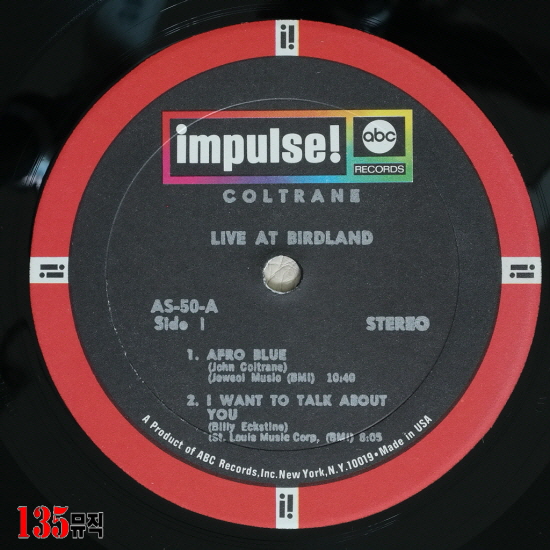 impulse!
abc
RECORDS
COLTRANE
LIVE AT BIRDLAND
AS-50-A
Side 1
STEREO
1. AFRO BLUE
(John Coltrane)
(Jowcol Music (BMI) 10:40
2. I WANT TO TALK ABOUT
YOU
(Billy Eckstine)
(St. Louis Music Corp, (BMI) 8:05
A Product of ABC Records, Inc. New York, N.Y. 10019 • Made in USA
i!
i!
i!
i!
135뮤직